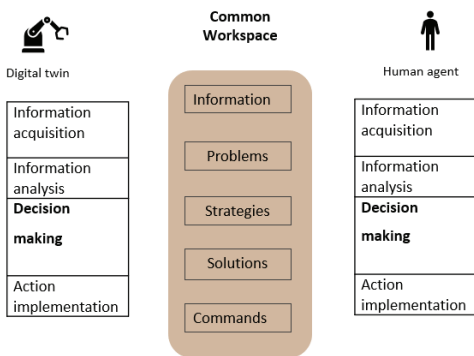 Common
Workspace
Digital twin
Information
acquisition
Information
analysis
Decision
making
Action
implementation
Information
Problems
Strategies
Solutions
Commands
Human agent
Information
acquisition
Information
analysis
Decision
making
Action
implementation